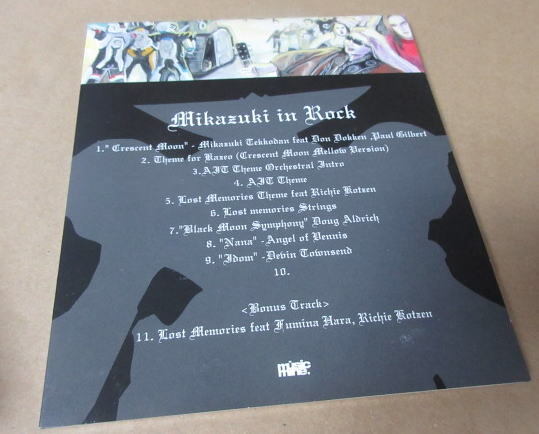 Mikazuki in Rock
1." Crescent Moon" - Mikazuki Tekkodan feat Don Dokken ,Paul Gilbert
2. Theme for Kazeo (Crescent Moon Mellow Version)
3.AIT Theme Orchestral Intro
4. AIT Theme
5. Lost Memories Theme feat Richie Kotzen
6. Lost memories Strings
7."Black Moon Symphony" Doug Aldrich
8. "Nana" -Angel of Vennis
9. "Idom" -Devin Townsend
10.
<Bonus Track>
11. Lost Memories feat Fumina Hara, Richie Kotzen
music
mine.